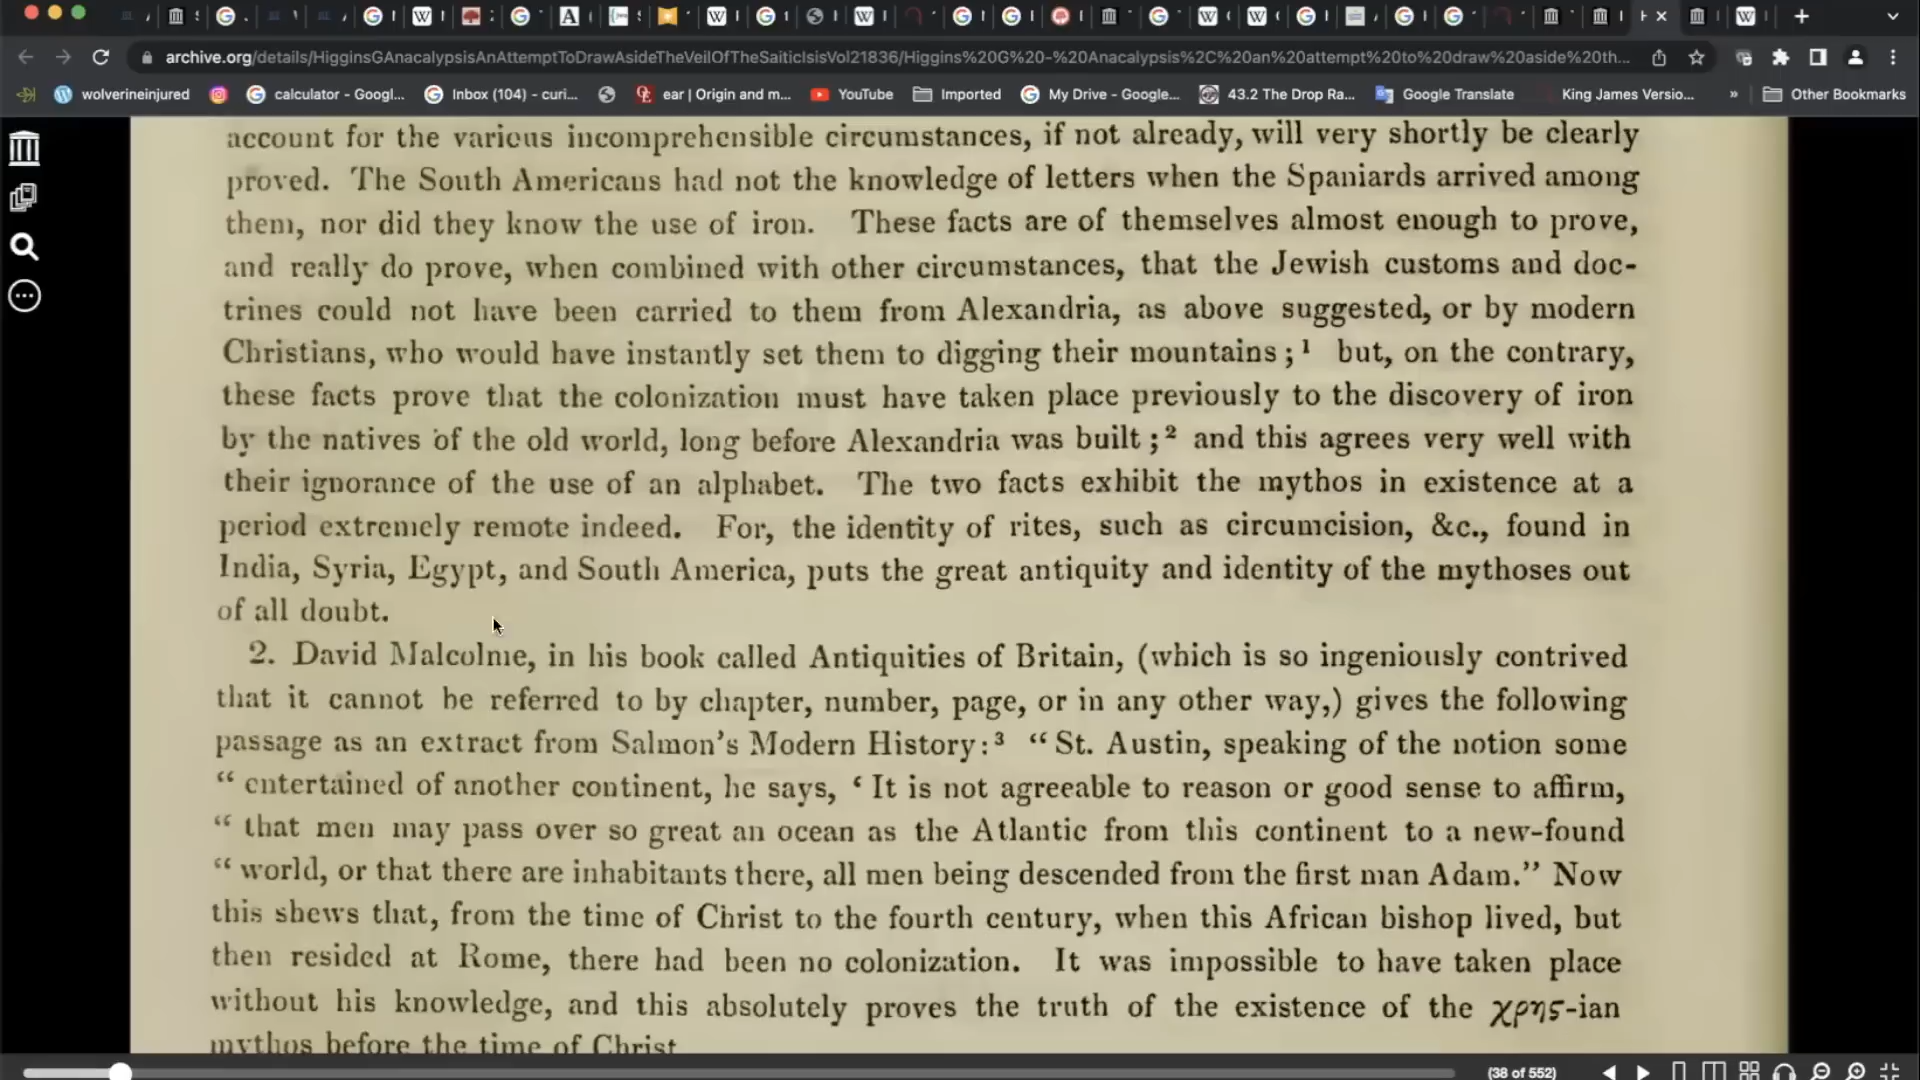 archive.org/details/HigginsGAnacalypsisAnAttemptToDrawAsideTheVeilOfTheSaiticIsisVol21836/Higgins%20G%20-%20Anacalypsis%2C%20an%20attempt%20to%20draw%20aside%20th...
wolverineinjured calculator - Googl... Inbox (104) - curi... ear | Origin and m... YouTube Imported My Drive - Google... 43.2 The Drop Ra... Google Translate King James Versio... » Other Bookmarks
account for the various incomprehensible circumstances, if not already, will very shortly be clearly
proved. The South Americans had not the knowledge of letters when the Spaniards arrived among
them, nor did they know the use of iron. These facts are of themselves almost enough to prove,
and really do prove, when combined with other circumstances, that the Jewish customs and doc-
trines could not have been carried to them from Alexandria, as above suggested, or by modern
Christians, who would have instantly set them to digging their mountains;¹ but, on the contrary,
these facts prove that the colonization must have taken place previously to the discovery of iron
by the natives of the old world, long before Alexandria was built;² and this agrees very well with
their ignorance of the use of an alphabet. The two facts exhibit the mythos in existence at a
period extremely remote indeed. For, the identity of rites, such as circumcision, &c., found in
India, Syria, Egypt, and South America, puts the great antiquity and identity of the mythoses out
of all doubt.
2. David Malcolme, in his book called Antiquities of Britain, (which is so ingeniously contrived
that it cannot be referred to by chapter, number, page, or in any other way,) gives the following
passage as an extract from Salmon's Modern History:³ “St. Austin, speaking of the notion some
“ entertained of another continent, he says, ‘ It is not agreeable to reason or good sense to affirm,
“ that men may pass over so great an ocean as the Atlantic from this continent to a new-found
“ world, or that there are inhabitants there, all men being descended from the first man Adam.” Now
this shews that, from the time of Christ to the fourth century, when this African bishop lived, but
then resided at Rome, there had been no colonization. It was impossible to have taken place
without his knowledge, and this absolutely proves the truth of the existence of the χρης-ian
mythos before the time of Christ
(38 of 552)